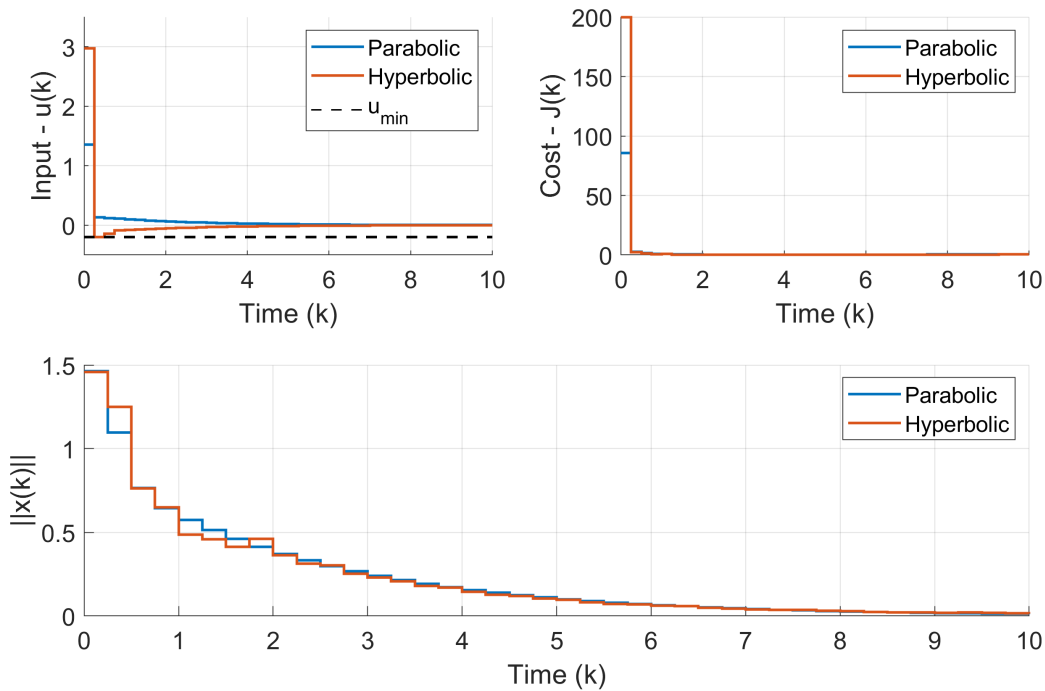 3
2
1
0
Input - u(k)
0
2
4
6
8
10
Time (k)
Parabolic
Hyperbolic
u_min
200
150
100
50
0
Cost - J(k)
0
2
4
6
8
10
Time (k)
Parabolic
Hyperbolic
1.5
1
0.5
0
||x(k)||
0
1
2
3
4
5
6
7
8
9
10
Time (k)
Parabolic
Hyperbolic